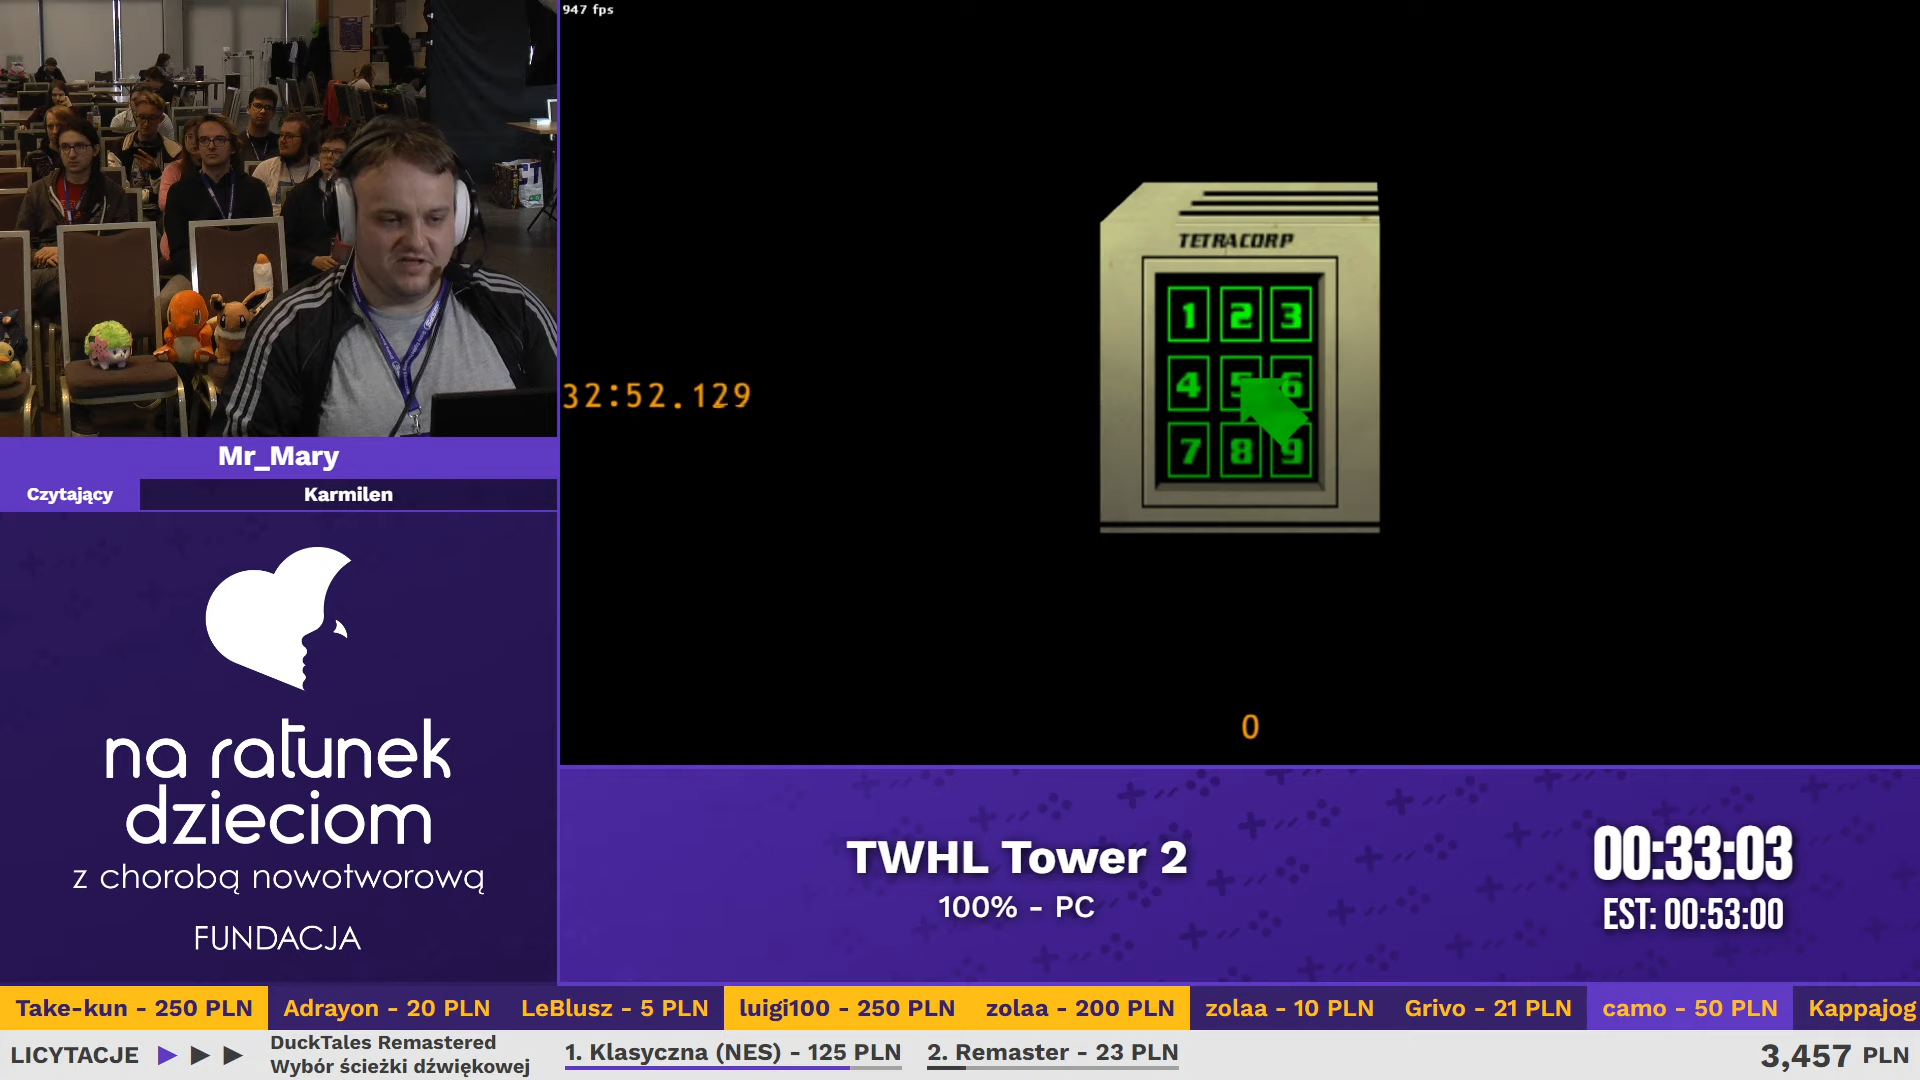 947 fps
TETRACORP
1 2 3
4 5 6
7 8 9
32:52.129
0
Mr_Mary
Czytający
Karmilen
na ratunek
dzieciom
z chorobą nowotworową
FUNDACJA
TWHL Tower 2
100% - PC
00:33:03
EST: 00:53:00
Take-kun - 250 PLN Adrayon - 20 PLN LeBlusz - 5 PLN luigi100 - 250 PLN zolaa - 200 PLN zolaa - 10 PLN Grivo - 21 PLN camo - 50 PLN Kappajog
LICYTACJE
DuckTales Remastered
Wybór ścieżki dźwiękowej
1. Klasyczna (NES) - 125 PLN 2. Remaster - 23 PLN
3,457 PLN